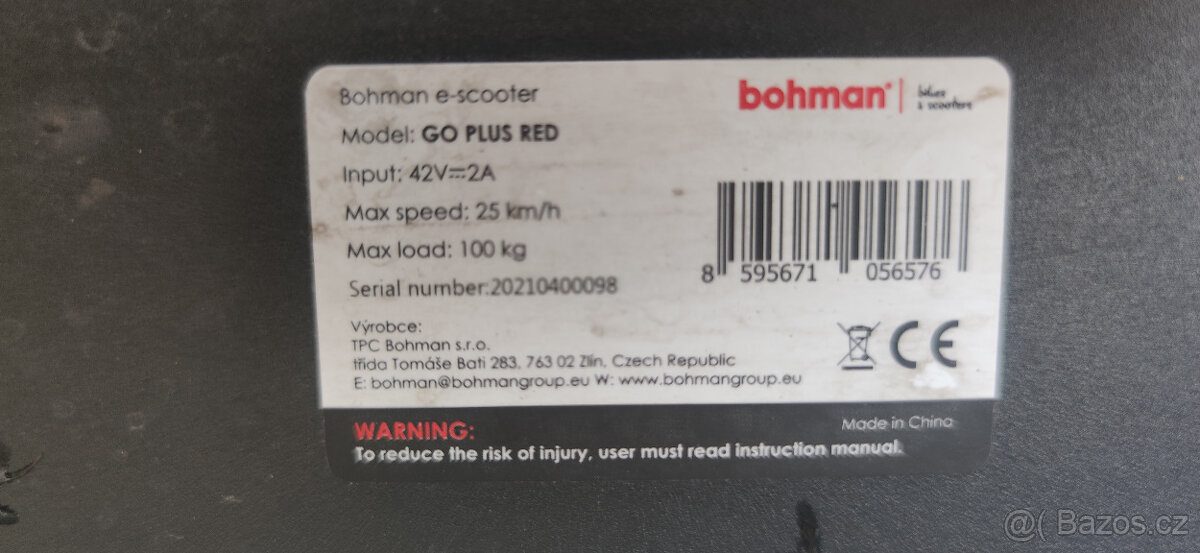 Bohman e-scooter
bohman® | bikes & scooters
Model: GO PLUS RED
Input: 42V⎓2A
Max speed: 25 km/h
Max load: 100 kg
Serial number:20210400098
8 595671 056576
Výrobce:
TPC Bohman s.r.o.
třída Tomáše Bati 283, 763 02 Zlín, Czech Republic
E: bohman@bohmangroup.eu W: www.bohmangroup.eu
CE
WARNING:
Made in China
To reduce the risk of injury, user must read instruction manual.
@( Bazos.cz